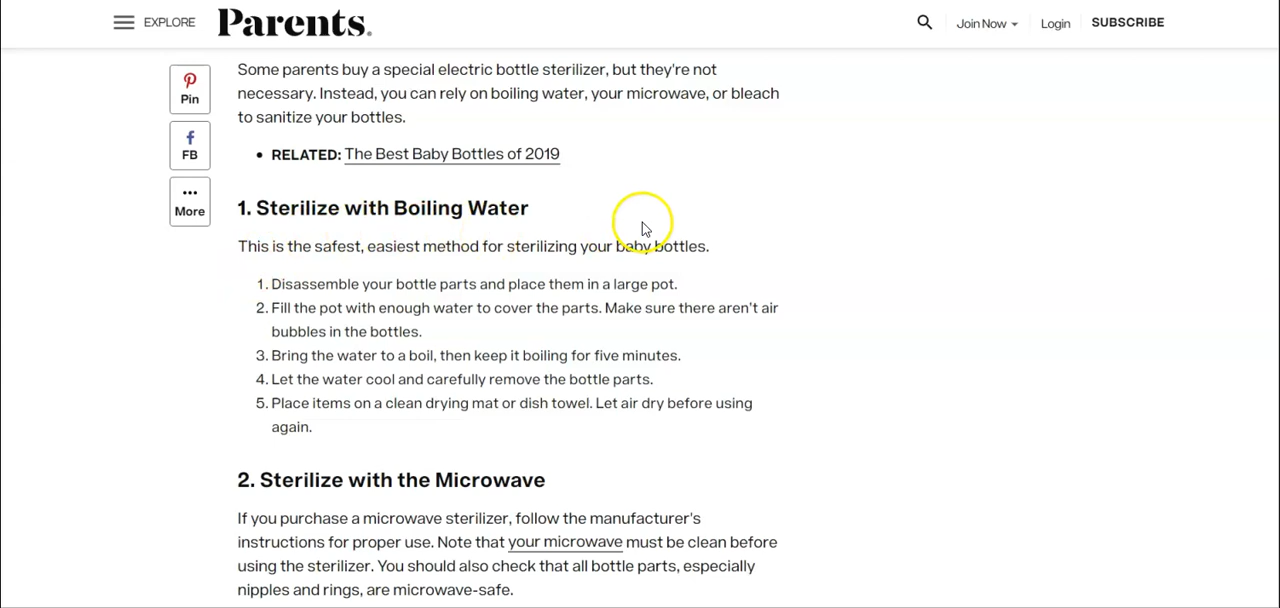 EXPLORE Parents. Join Now Login SUBSCRIBE
Some parents buy a special electric bottle sterilizer, but they're not
necessary. Instead, you can rely on boiling water, your microwave, or bleach
to sanitize your bottles.
Pin
FB
More
• RELATED: The Best Baby Bottles of 2019
1. Sterilize with Boiling Water
This is the safest, easiest method for sterilizing your baby bottles.
1. Disassemble your bottle parts and place them in a large pot.
2. Fill the pot with enough water to cover the parts. Make sure there aren't air
bubbles in the bottles.
3. Bring the water to a boil, then keep it boiling for five minutes.
4. Let the water cool and carefully remove the bottle parts.
5. Place items on a clean drying mat or dish towel. Let air dry before using
again.
2. Sterilize with the Microwave
If you purchase a microwave sterilizer, follow the manufacturer's
instructions for proper use. Note that your microwave must be clean before
using the sterilizer. You should also check that all bottle parts, especially
nipples and rings, are microwave-safe.